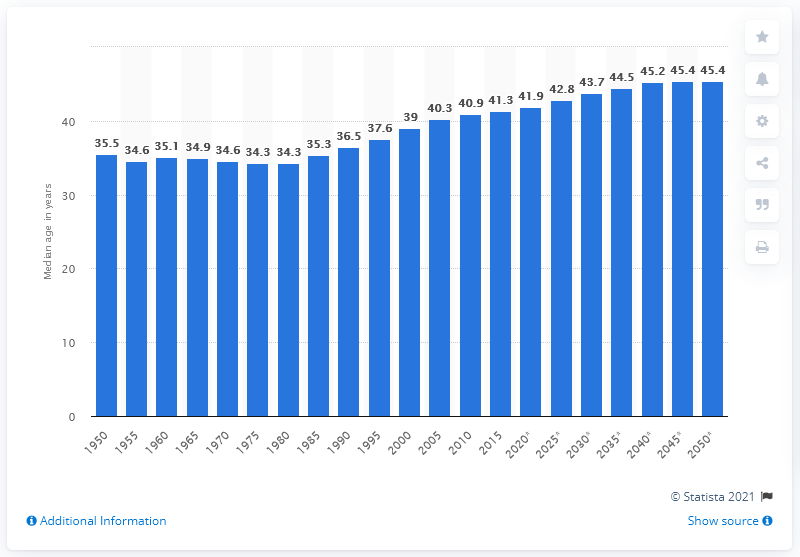 35.5 34.6 35.1 34.9 34.6 34.3 34.3 35.3 36.5 37.6 39 40.3 40.9 41.3 41.9 42.8 43.7 44.5 45.2 45.4 45.4
Median age in years
40
30
20
10
0
1950 1955 1960 1965 1970 1975 1980 1985 1990 1995 2000 2005 2010 2015 2020* 2025* 2030* 2035* 2040* 2045* 2050*
© Statista 2021
Additional Information
Show source